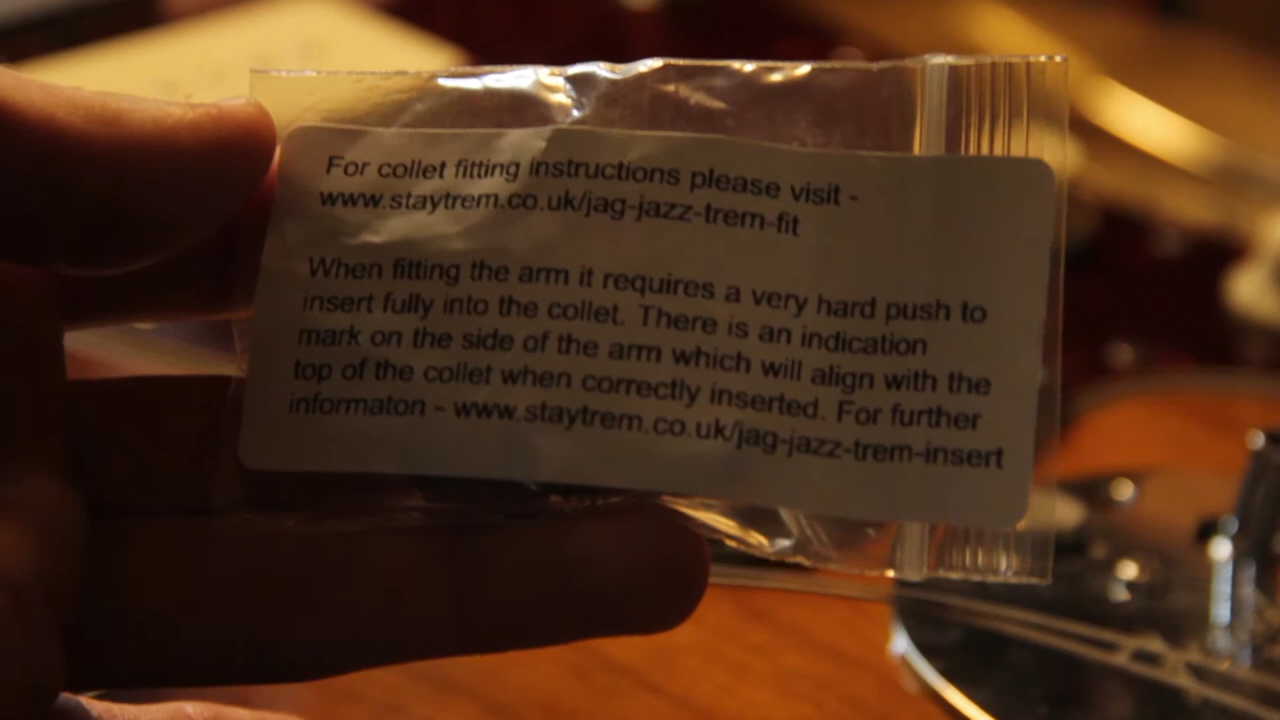 For collet fitting instructions please visit -
www.staytrem.co.uk/jag-jazz-trem-fit
When fitting the arm it requires a very hard push to
insert fully into the collet. There is an indication
mark on the side of the arm which will align with the
top of the collet when correctly inserted. For further
informaton - www.staytrem.co.uk/jag-jazz-trem-insert